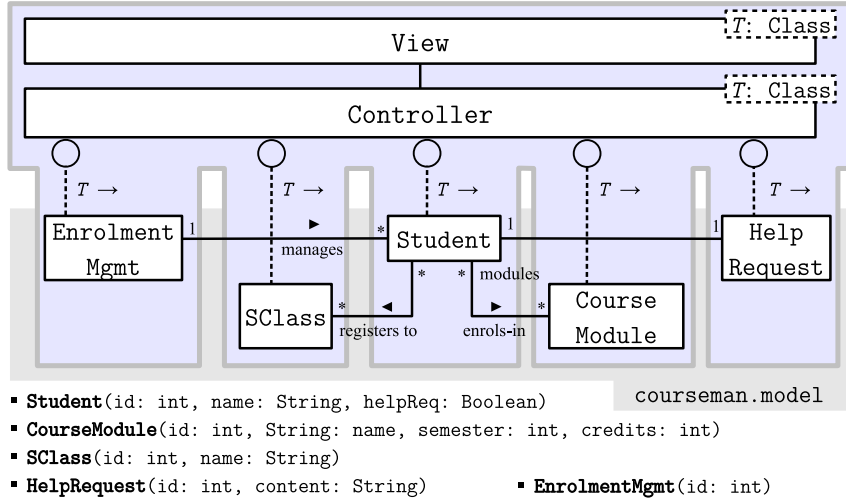 T: Class
View
T: Class
Controller
T → T → T → T → T →
Enrolment
Mgmt
1
manages
*
Student
1
1
Help
Request
*
*
modules
SClass
*
registers to
enrols-in
*
Course
Module
courseman.model
▪ Student(id: int, name: String, helpReq: Boolean)
▪ CourseModule(id: int, String: name, semester: int, credits: int)
▪ SClass(id: int, name: String)
▪ HelpRequest(id: int, content: String) ▪ EnrolmentMgmt(id: int)